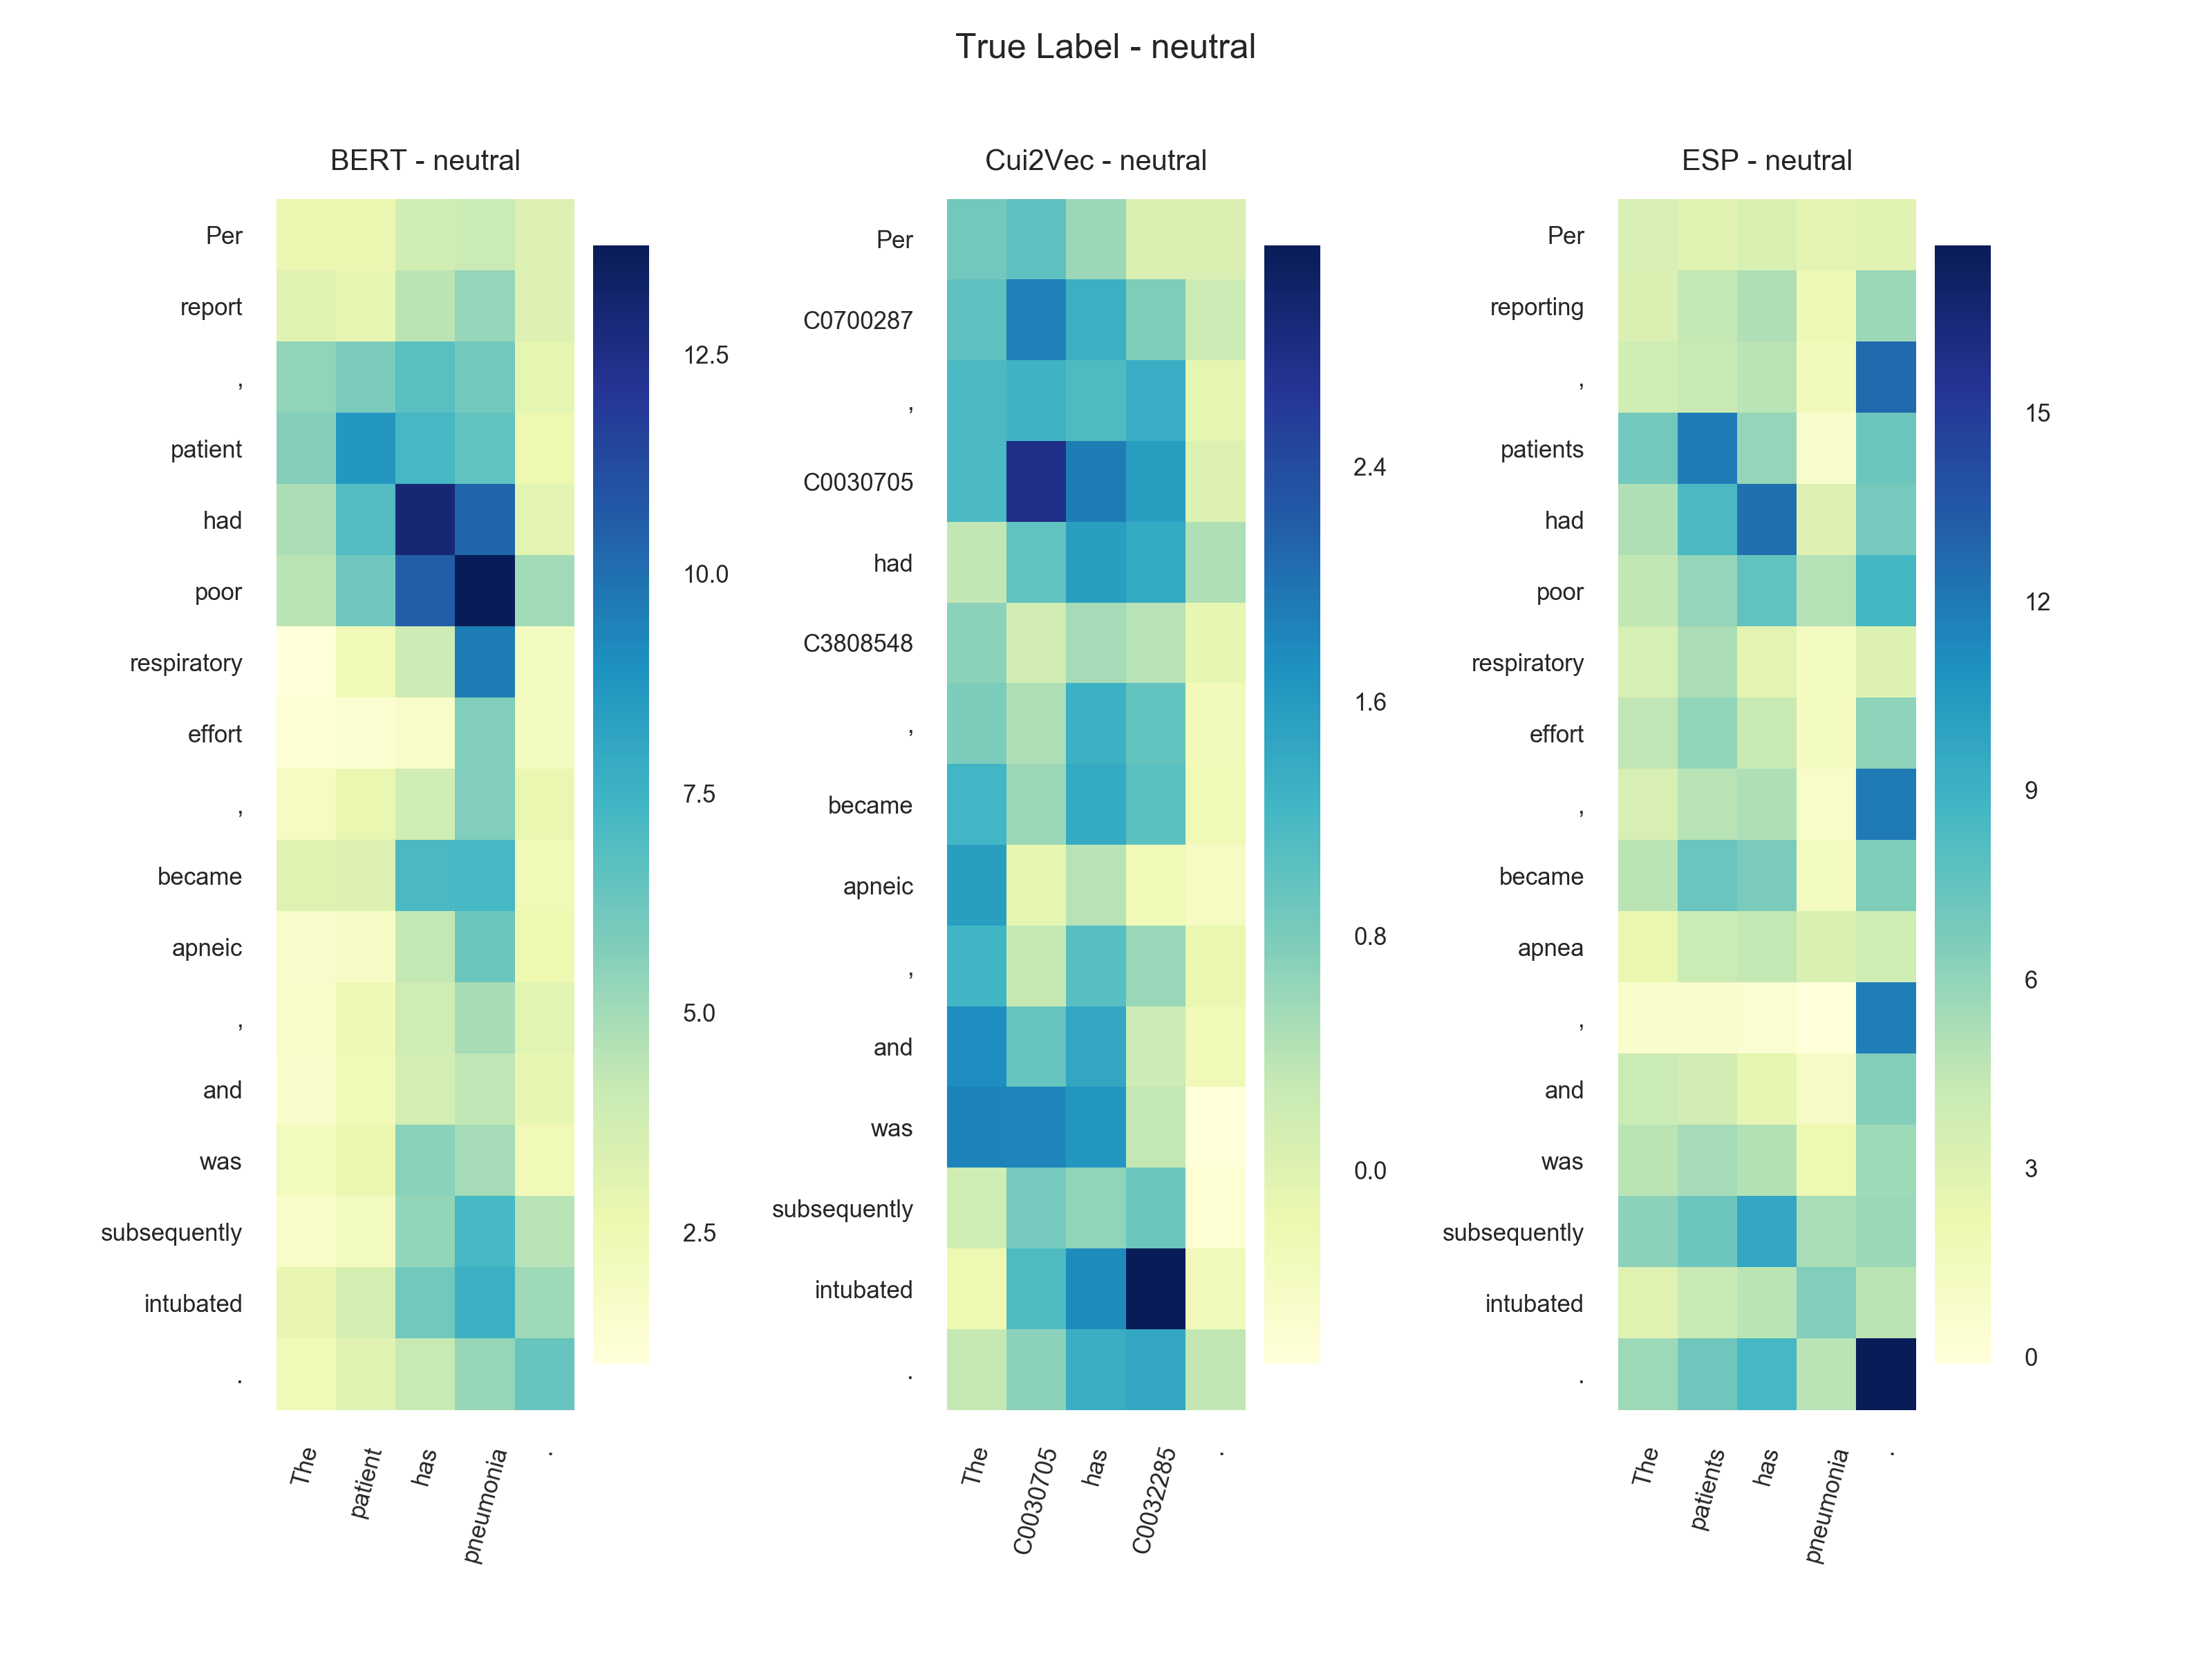 True Label - neutral
BERT - neutral
Per
report
,
patient
had
poor
respiratory
effort
,
became
apneic
,
and
was
subsequently
intubated
.
The
patient
has
pneumonia
.
12.5
10.0
7.5
5.0
2.5
Cui2Vec - neutral
Per
C0700287
,
C0030705
had
C3808548
,
became
apneic
,
and
was
subsequently
intubated
.
The
C0030705
has
C0032285
.
2.4
1.6
0.8
0.0
ESP - neutral
Per
reporting
,
patients
had
poor
respiratory
effort
,
became
apnea
,
and
was
subsequently
intubated
.
The
patients
has
pneumonia
.
15
12
9
6
3
0